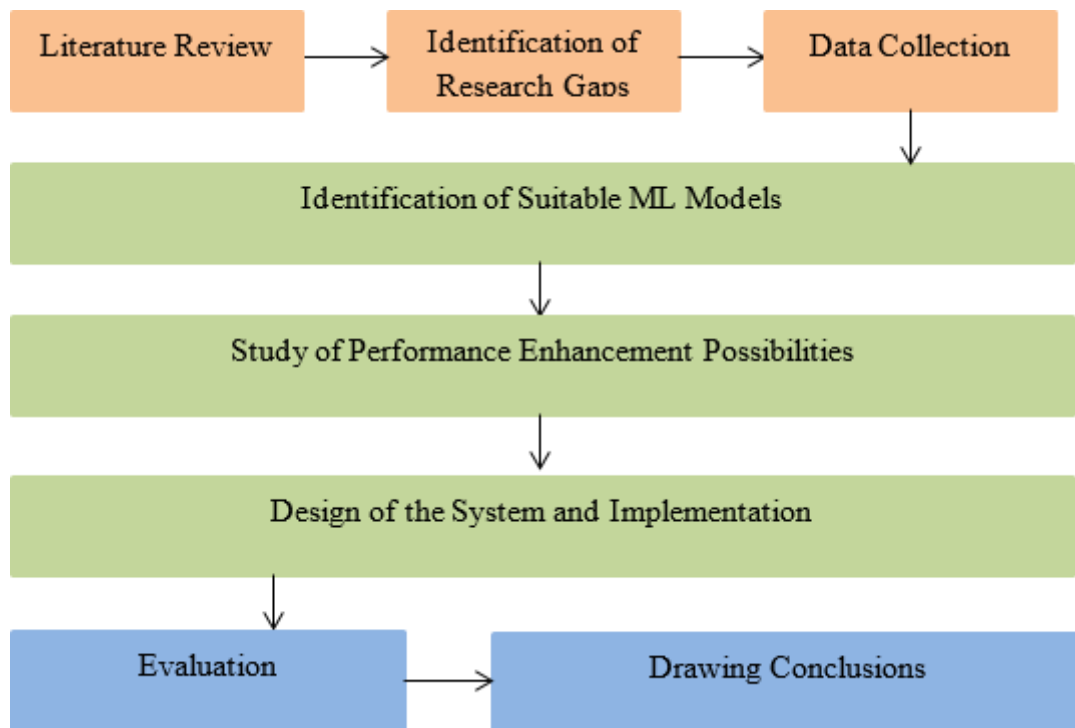 Literature Review
Identification of
Research Gaps
Data Collection
Identification of Suitable ML Models
Study of Performance Enhancement Possibilities
Design of the System and Implementation
Evaluation
Drawing Conclusions